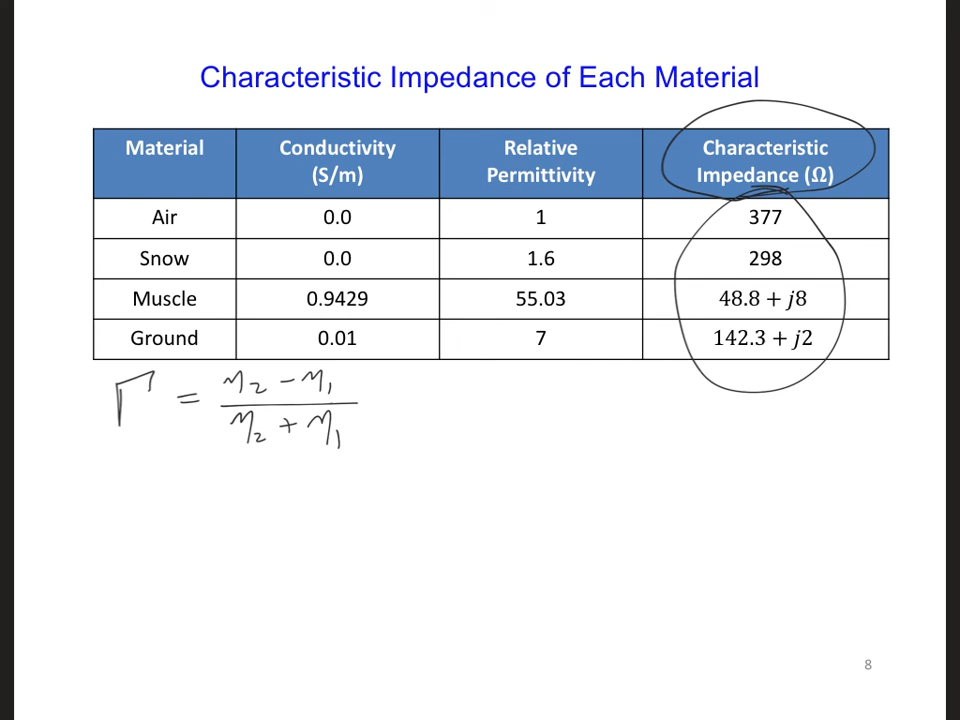 Characteristic Impedance of Each Material
Material Conductivity (S/m) Relative Permittivity Characteristic Impedance (Ω)
Air 0.0 1 377
Snow 0.0 1.6 298
Muscle 0.9429 55.03 48.8 + j8
Ground 0.01 7 142.3 + j2
Γ = η2 − η1 / η2 + η1
8